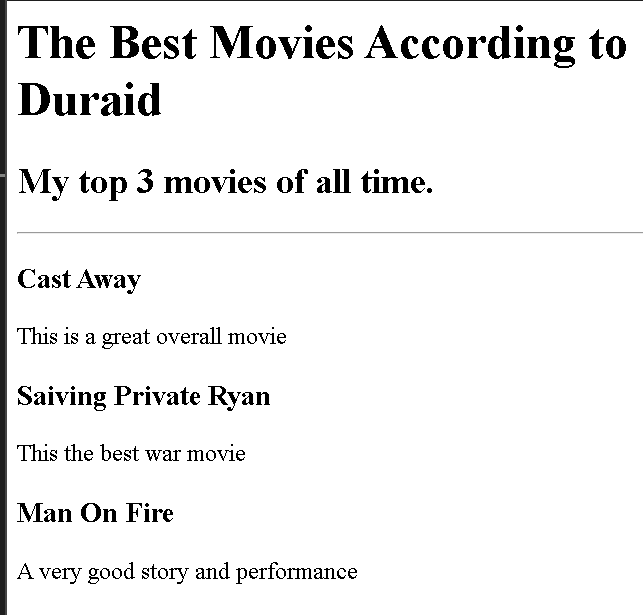 The Best Movies According to
Duraid
My top 3 movies of all time.
Cast Away
This is a great overall movie
Saiving Private Ryan
This the best war movie
Man On Fire
A very good story and performance